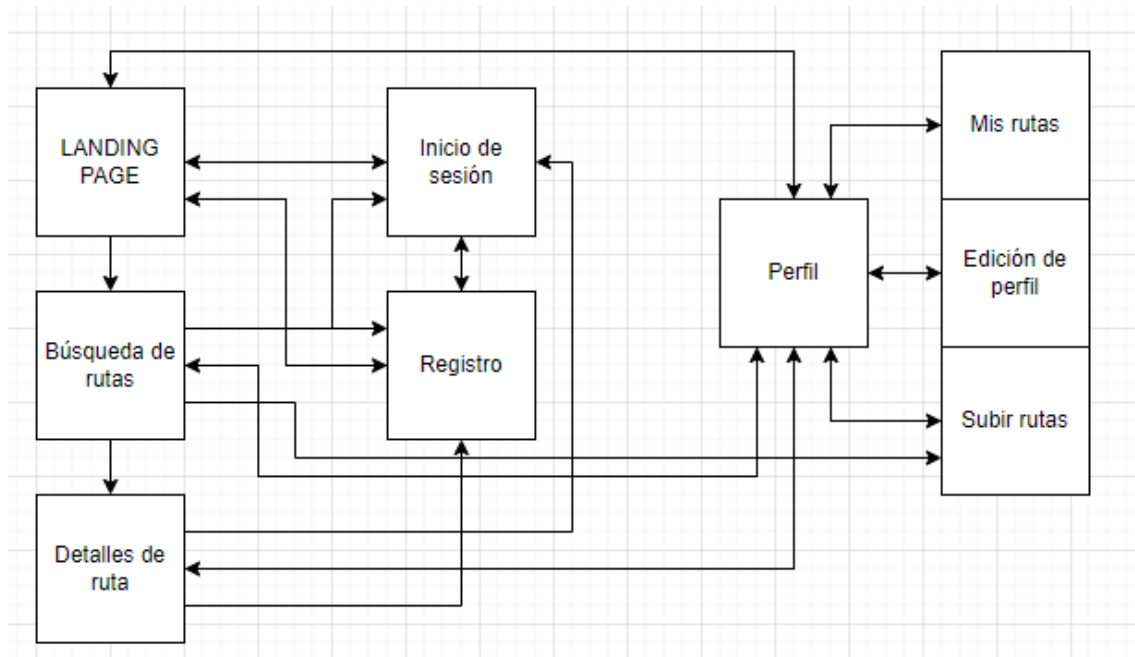 LANDING
PAGE
Inicio de
sesión
Mis rutas
Perfil
Edición de
perfil
Búsqueda de
rutas
Registro
Subir rutas
Detalles de
ruta